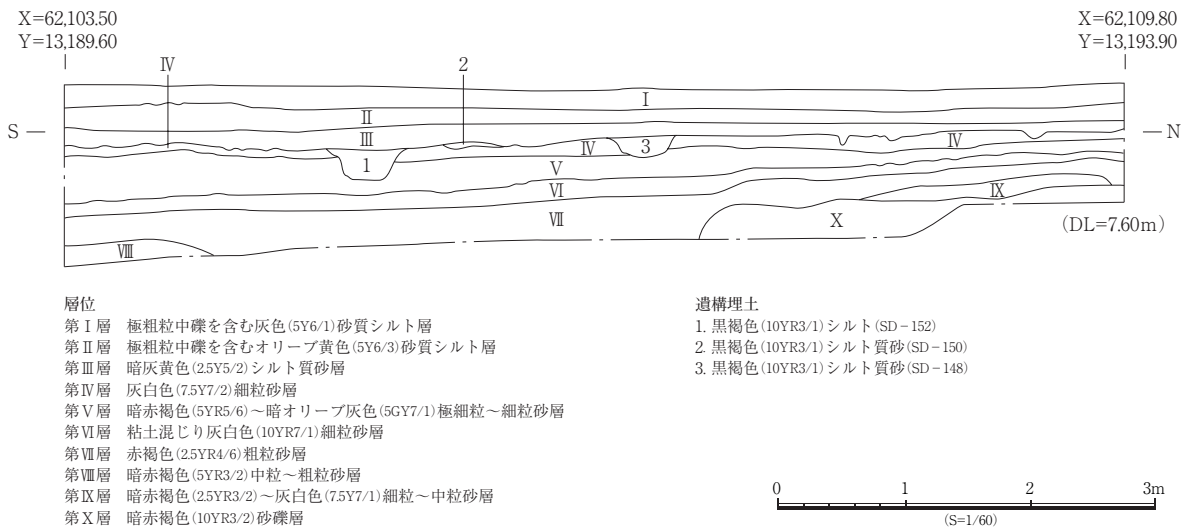 X=62,103.50
Y=13,189.60
X=62,109.80
Y=13,193.90
Ⅳ
2
Ⅰ
Ⅱ
S
Ⅲ
N
Ⅳ
3
Ⅳ
1
Ⅴ
Ⅵ
Ⅸ
Ⅶ
Ⅹ
(DL=7.60m)
Ⅷ
層位
第Ⅰ層 極粗粒中礫を含む灰色(5Y6/1)砂質シルト層
第Ⅱ層 極粗粒中礫を含むオリーブ黄色(5Y6/3)砂質シルト層
第Ⅲ層 暗灰黄色(2.5Y5/2)シルト質砂層
第Ⅳ層 灰白色(7.5Y7/2)細粒砂層
第Ⅴ層 暗赤褐色(5YR5/6)～暗オリーブ灰色(5GY7/1)極細粒～細粒砂層
第Ⅵ層 粘土混じり灰白色(10YR7/1)細粒砂層
第Ⅶ層 赤褐色(2.5YR4/6)粗粒砂層
第Ⅷ層 暗赤褐色(5YR3/2)中粒～粗粒砂層
第Ⅸ層 暗赤褐色(2.5YR3/2)～灰白色(7.5Y7/1)細粒～中粒砂層
第Ⅹ層 暗赤褐色(10YR3/2)砂礫層
遺構埋土
1. 黒褐色(10YR3/1)シルト(SD-152)
2. 黒褐色(10YR3/1)シルト質砂(SD-150)
3. 黒褐色(10YR3/1)シルト質砂(SD-148)
0 1 2 3m
(S=1/60)